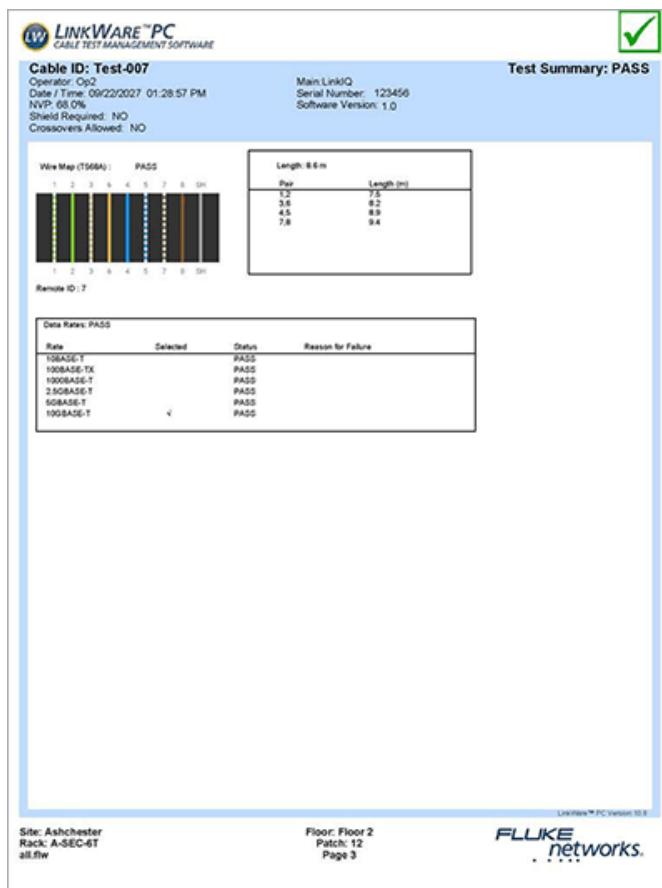 LW LINKWARE™PC
CABLE TEST MANAGEMENT SOFTWARE
Cable ID: Test-007
Test Summary: PASS
Operator: Op2
Date / Time: 09/22/2027 01:28:57 PM
NVP: 68.0%
Shield Required: NO
Crossovers Allowed: NO
Main:LinkIQ
Serial Number: 123456
Software Version: 1.0
Wire Map (T568A) : PASS
1 2 3 6 4 5 7 8 SH
1 2 3 6 4 5 7 8 SH
Remote ID : 7
Length: 8.6 m
Pair Length (m)
1,2 7.5
3,6 8.2
4,5 8.9
7,8 9.4
Data Rates: PASS
Rate Selected Status Reason for Failure
10BASE-T PASS
100BASE-TX PASS
1000BASE-T PASS
2.5GBASE-T PASS
5GBASE-T PASS
10GBASE-T √ PASS
LinkWare™ PC Version 10.8
Site: Ashchester
Rack: A-SEC-6T
all.flw
Floor: Floor 2
Patch: 12
Page 3
FLUKE
networks.